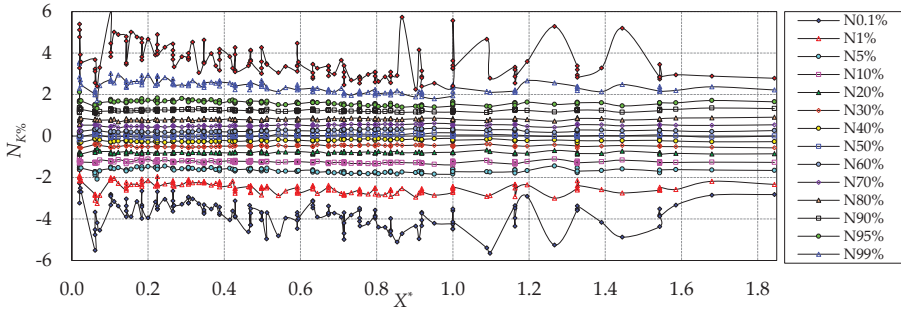 6
4
2
0
-2
-4
-6
N_K%
0.0 0.2 0.4 0.6 0.8 1.0 1.2 1.4 1.6 1.8
X*
N0.1%
N1%
N5%
N10%
N20%
N30%
N40%
N50%
N60%
N70%
N80%
N90%
N95%
N99%